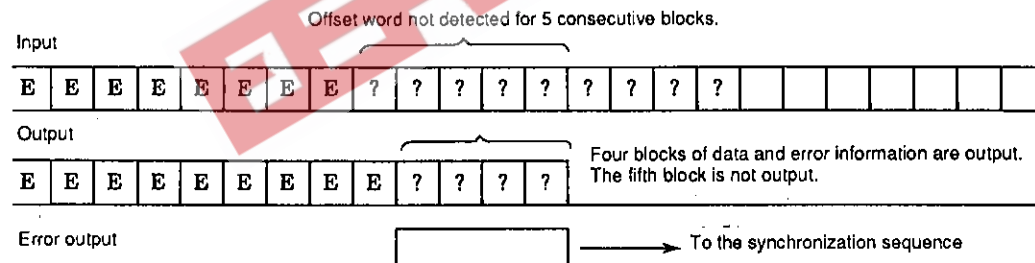 Offset word not detected for 5 consecutive blocks.
Input
E E E E E E E E ? ? ? ? ? ? ? ? ?
Output
Four blocks of data and error information are output.
The fifth block is not output.
E E E E E E E E E ? ? ? ?
Error output
To the synchronization sequence